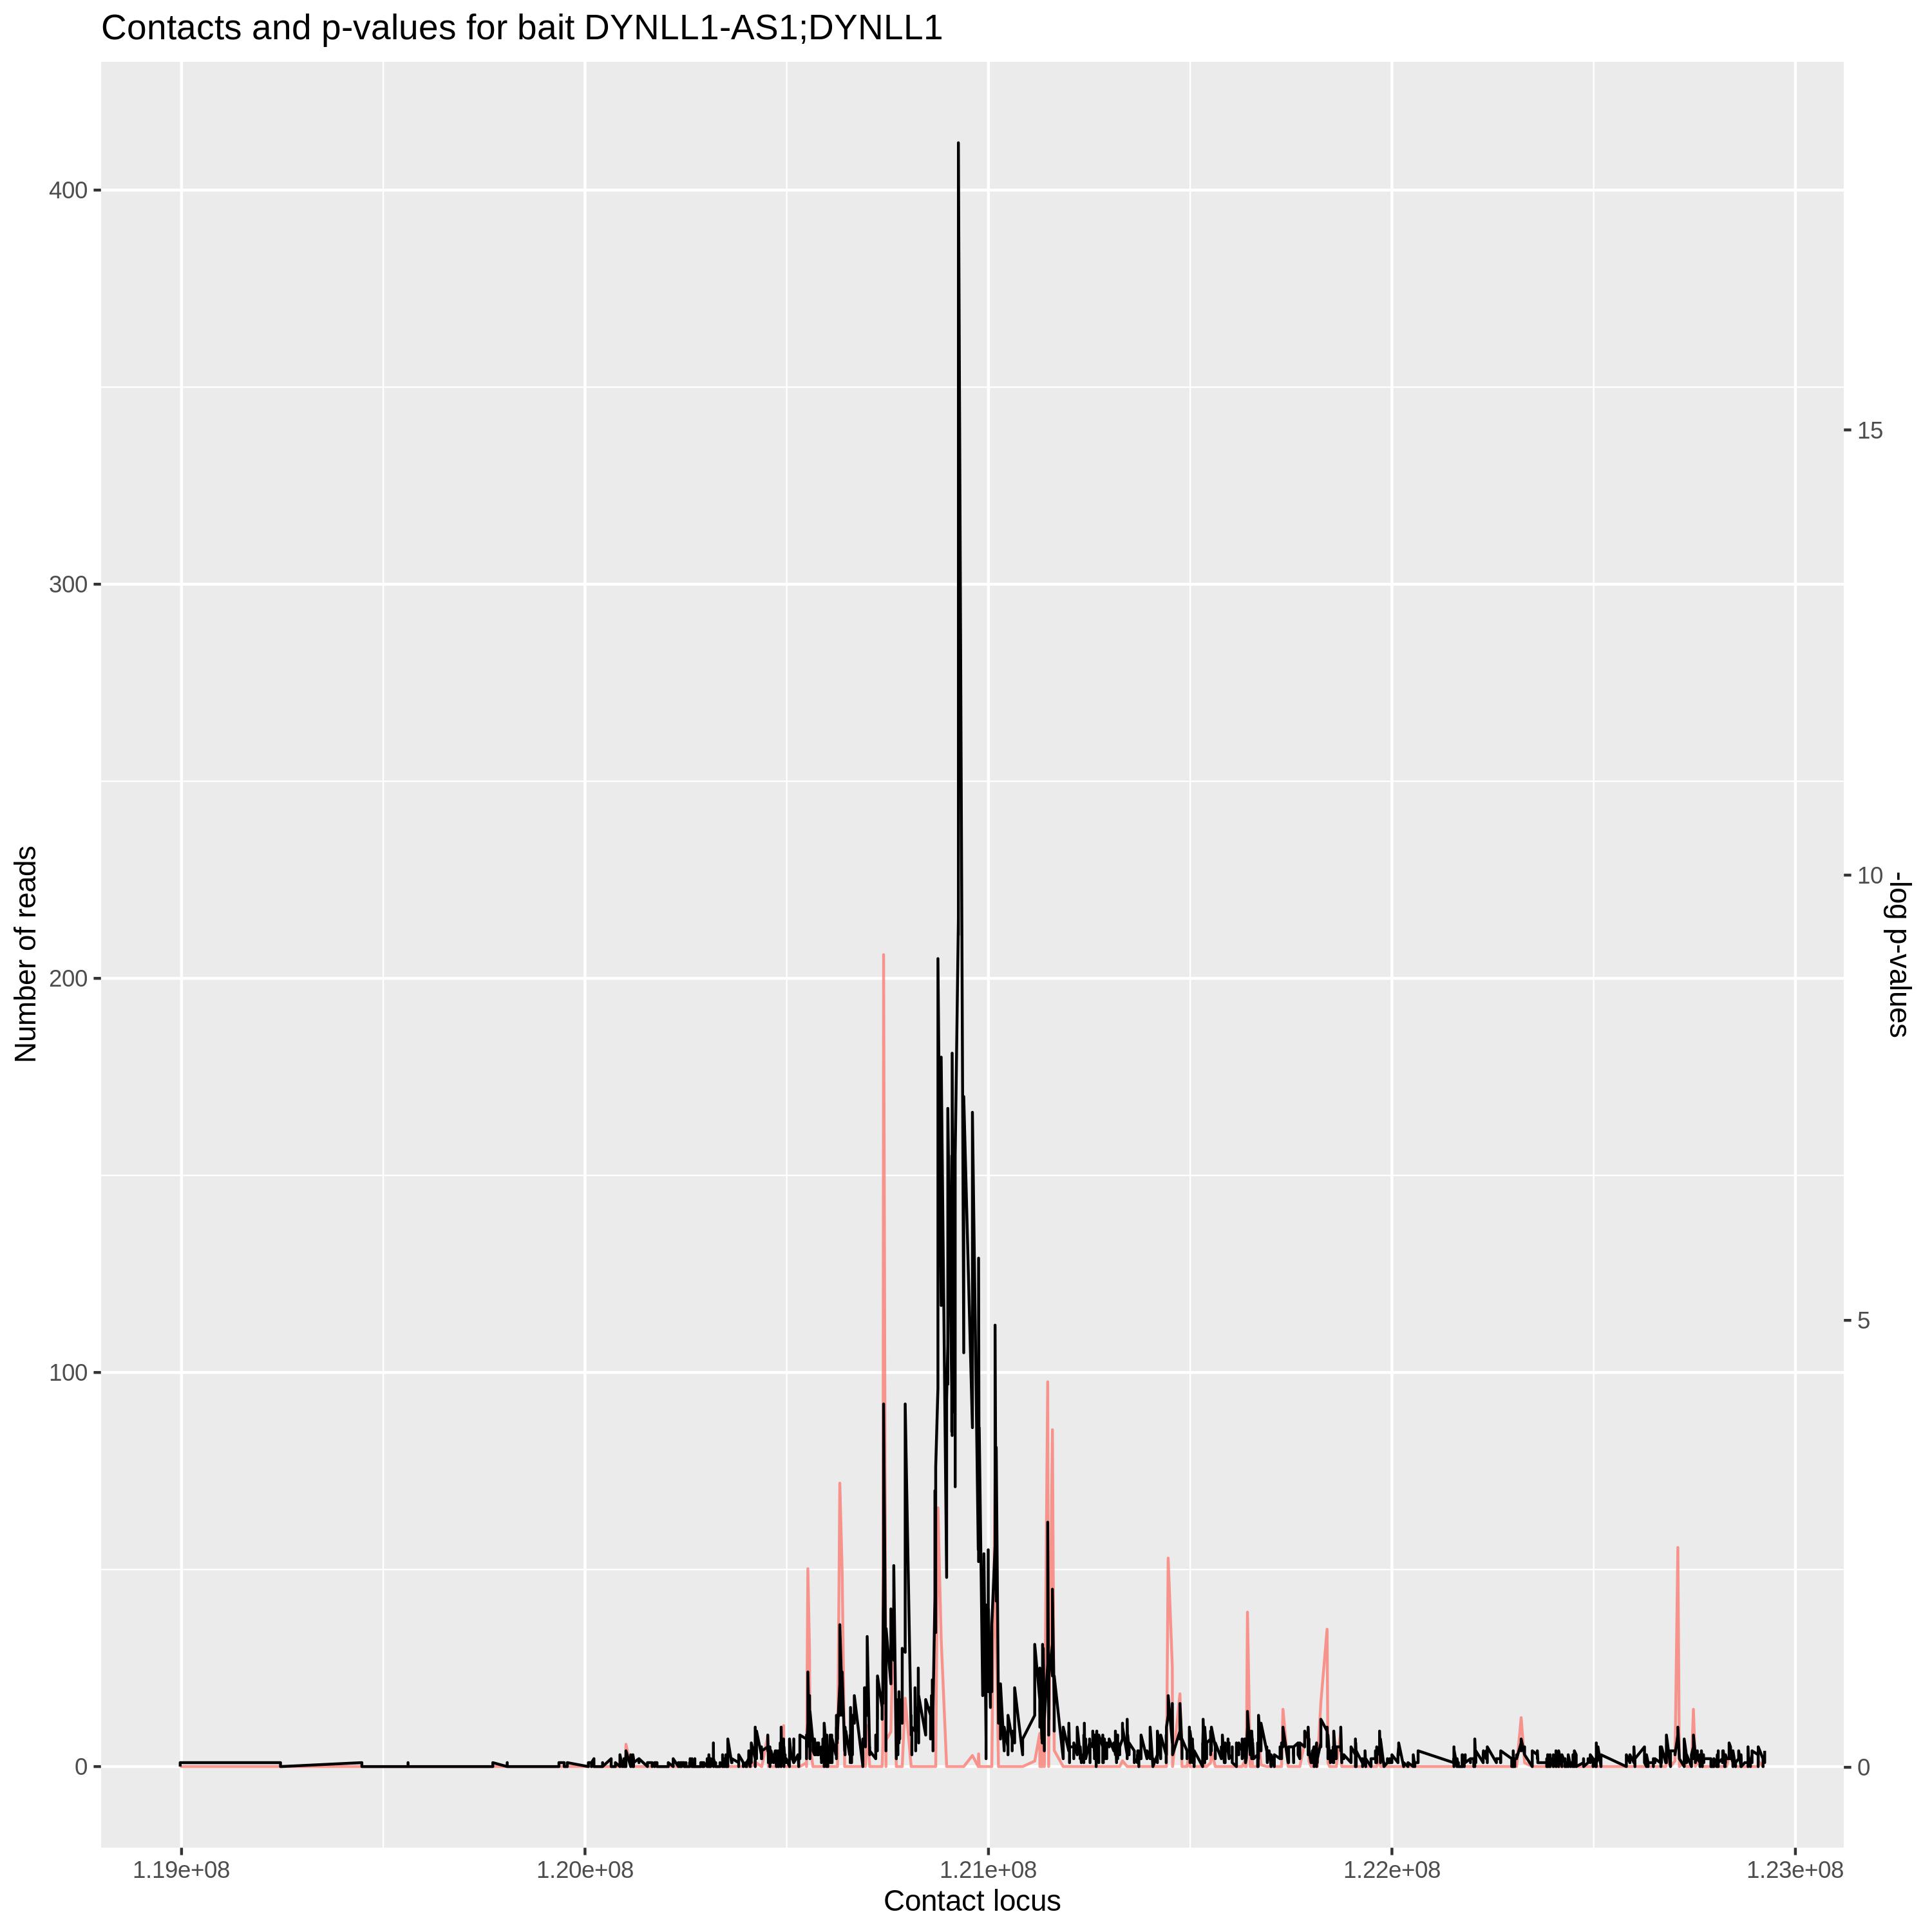 Contacts and p-values for bait DYNLL1-AS1;DYNLL1
400
300
200
100
0
Number of reads
15
10
5
0
-log p-values
1.19e+08
1.20e+08
1.21e+08
1.22e+08
1.23e+08
Contact locus